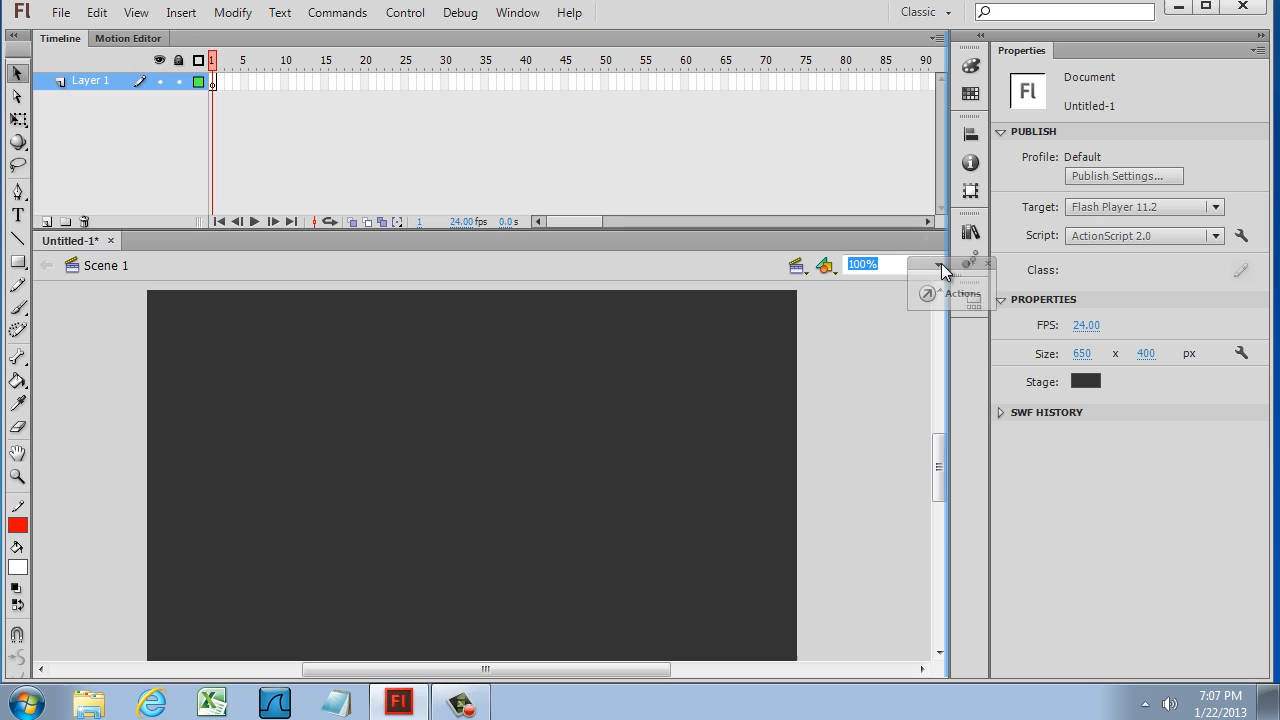 Fl File Edit View Insert Modify Text Commands Control Debug Window Help Classic
Timeline Motion Editor
Properties
1 5 10 15 20 25 30 35 40 45 50 55 60 65 70 75 80 85 90
Layer 1
Fl
Document
Untitled-1
PUBLISH
Profile: Default
Publish Settings...
Target: Flash Player 11.2
1 24.00 fps 0.0 s
Script: ActionScript 2.0
Untitled-1*
Scene 1
100%
Class:
Actions
PROPERTIES
FPS: 24.00
Size: 650 x 400 px
Stage:
SWF HISTORY
Fl
7:07 PM
1/22/2013